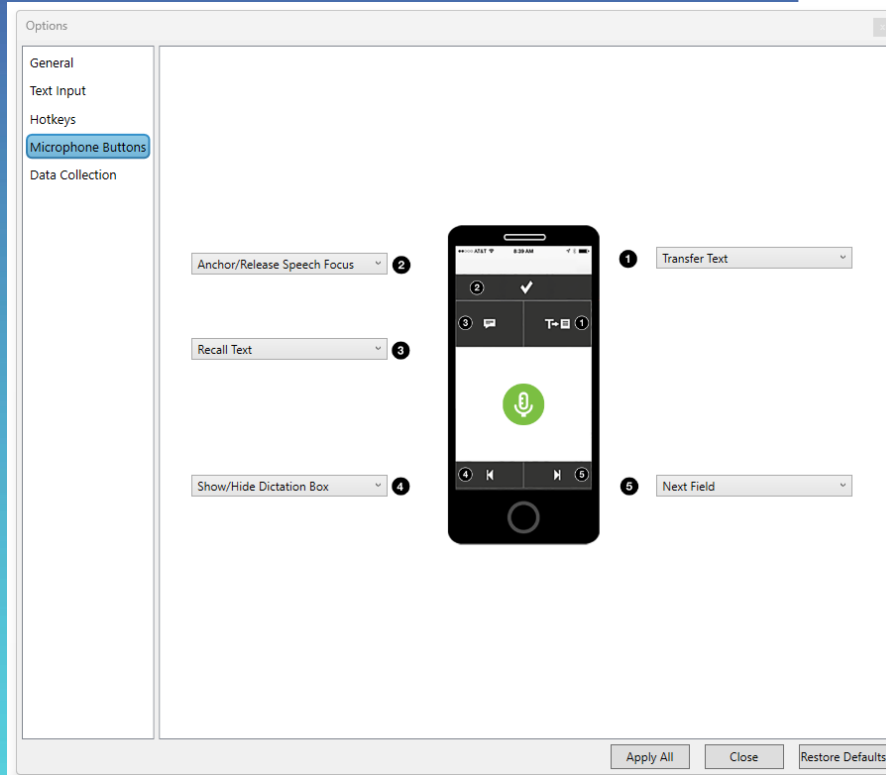 Options
General
Text Input
Hotkeys
Microphone Buttons
Data Collection
Anchor/Release Speech Focus
2
Recall Text
3
Show/Hide Dictation Box
4
AT&T 8:39 AM
2
3
T
1
4
5
1
Transfer Text
5
Next Field
Apply All
Close
Restore Defaults